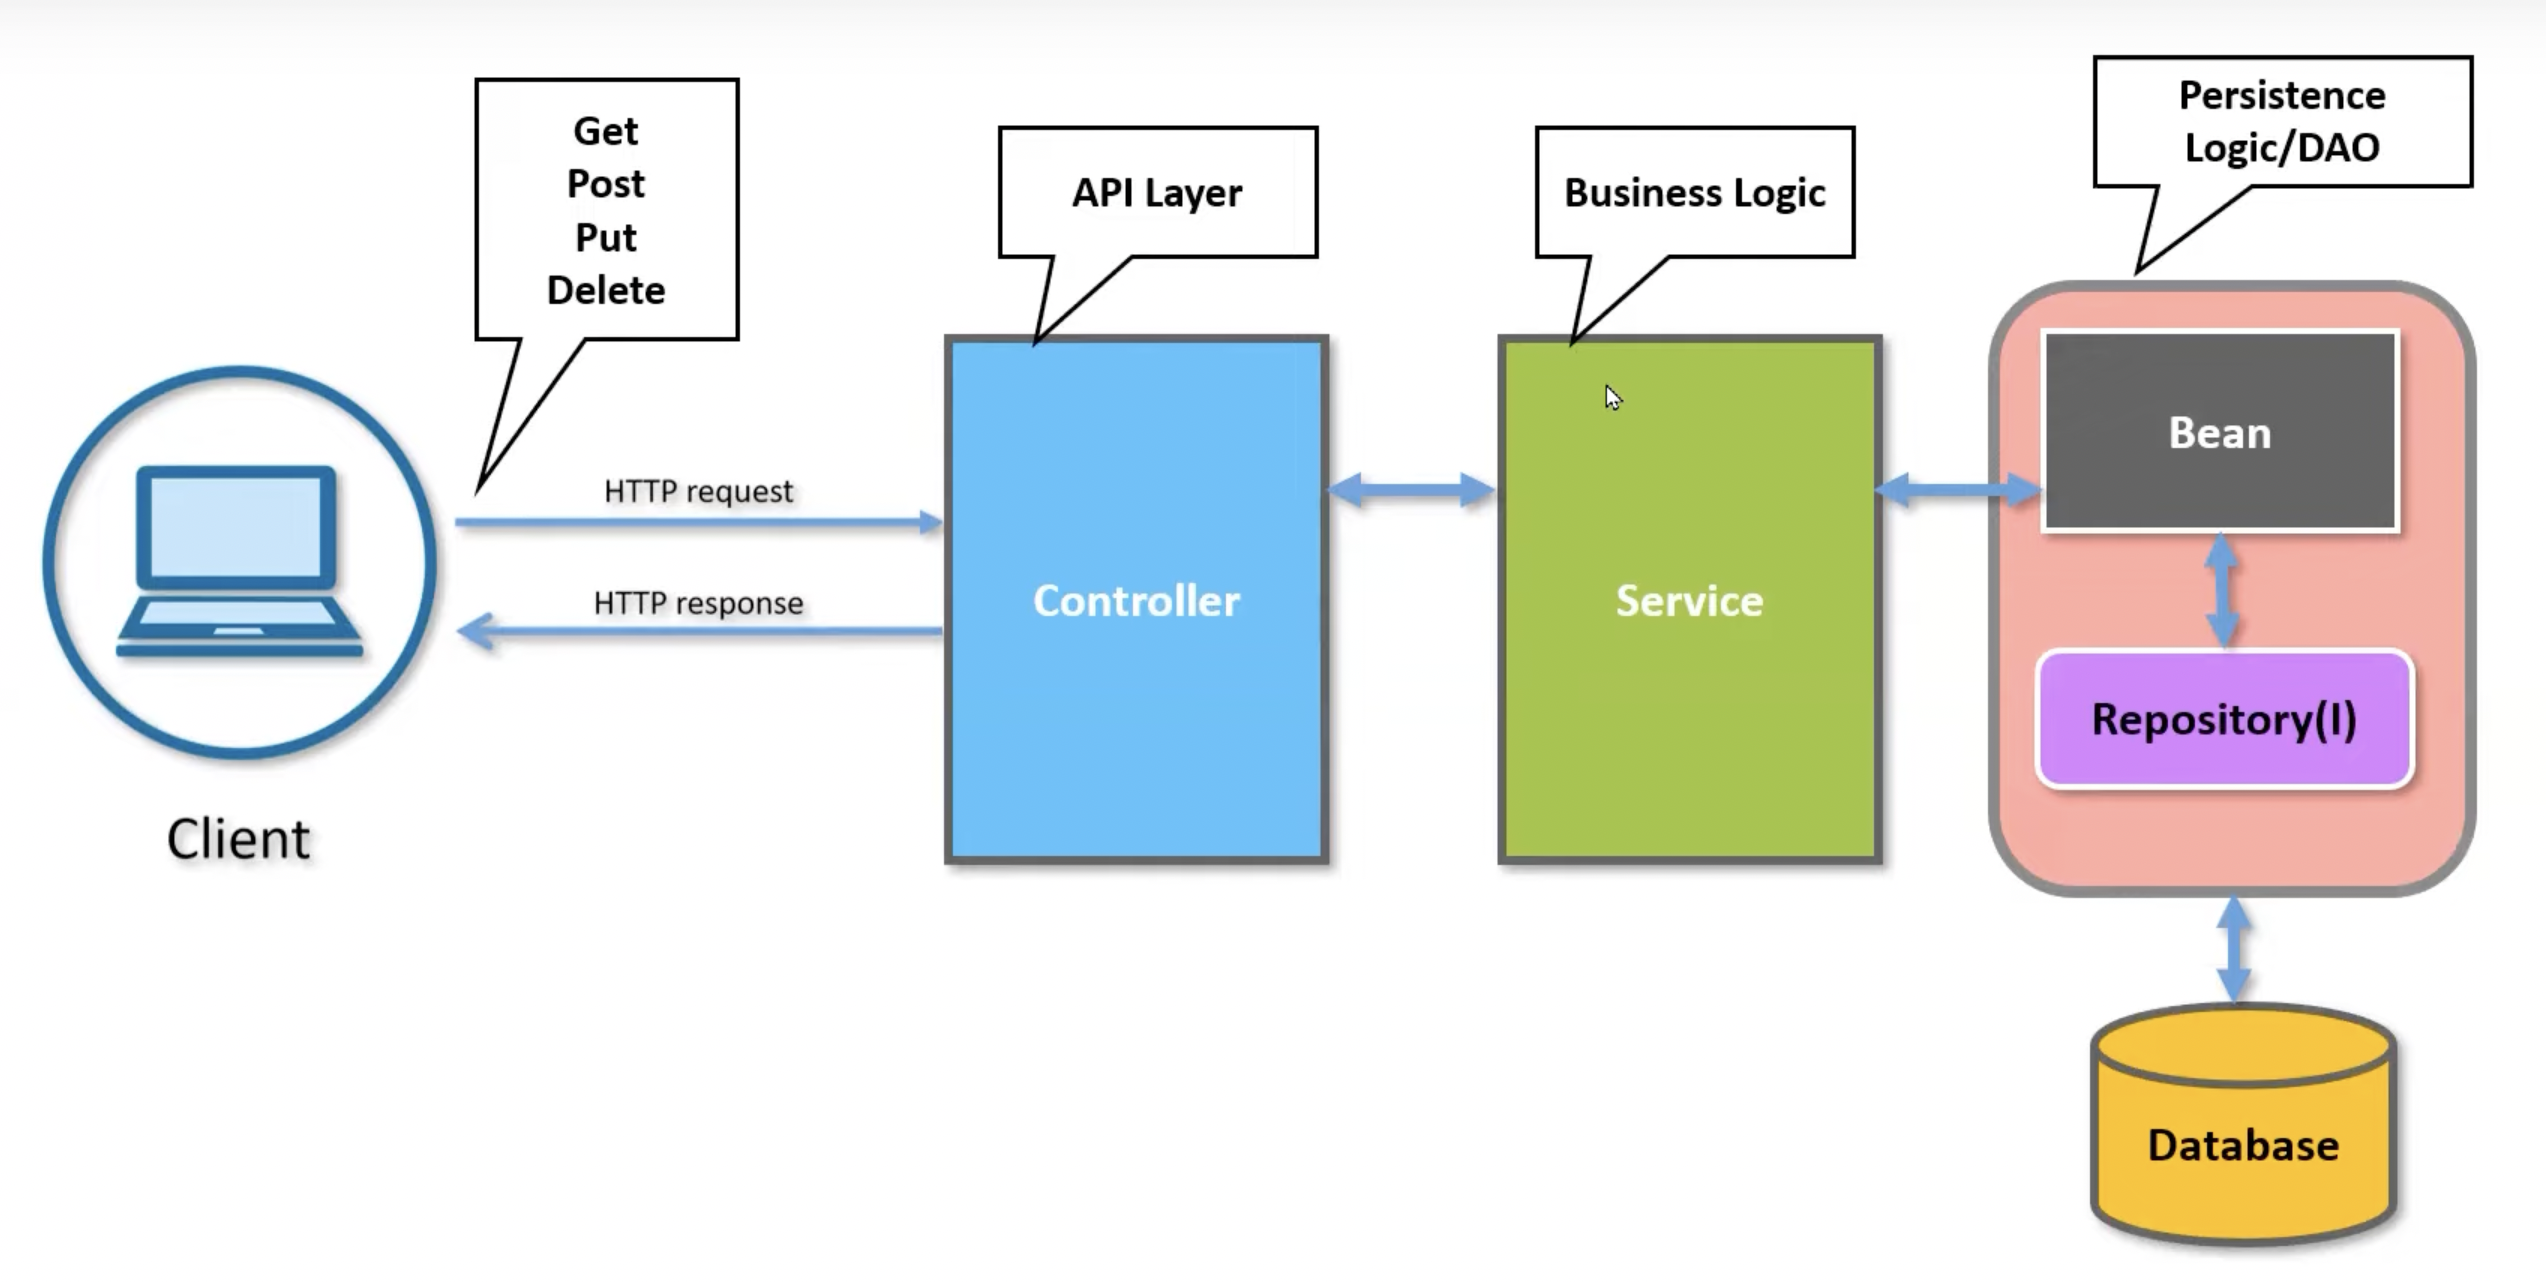 Get
Post
Put
Delete
API Layer
Business Logic
Persistence
Logic/DAO
HTTP request
HTTP response
Client
Controller
Service
Bean
Repository(I)
Database